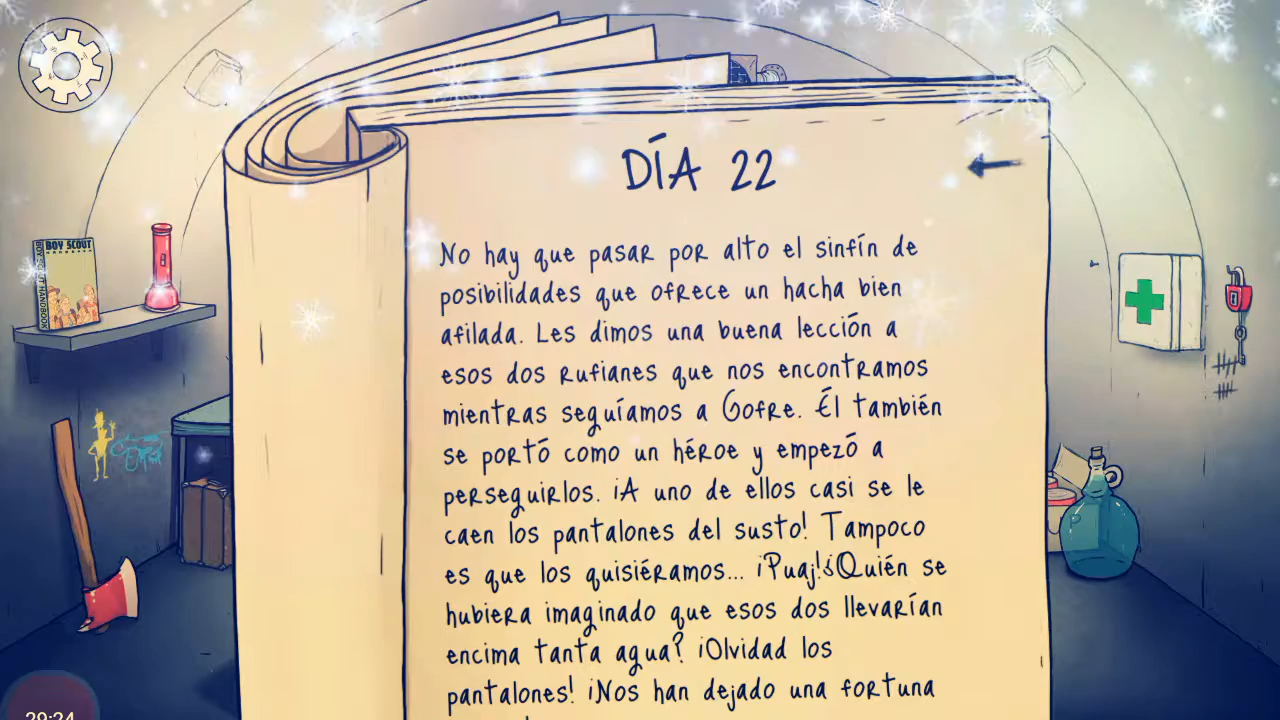 DÍA 22
No hay que pasar por alto el sinfín de
posibilidades que ofrece un hacha bien
afilada. Les dimos una buena lección a
esos dos rufianes que nos encontramos
mientras seguíamos a Gofre. Él también
se portó como un héroe y empezó a
perseguirlos. ¡A uno de ellos casi se le
caen los pantalones del susto! Tampoco
es que los quisiéramos... ¡Puaj!¿Quién se
hubiera imaginado que esos dos llevarían
encima tanta agua? ¡Olvidad los
pantalones! ¡Nos han dejado una fortuna
BOY SCOUT
BOY SCOUT HANDBOOK
29:24